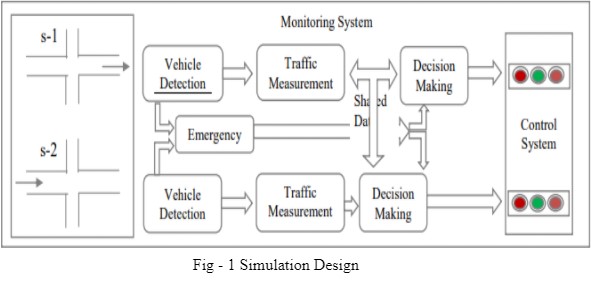 Monitoring System
s-1
Vehicle
Detection
Traffic
Measurement
Decision
Making
Shared
Data
Emergency
Control
System
s-2
Vehicle
Detection
Traffic
Measurement
Decision
Making
Fig - 1 Simulation Design